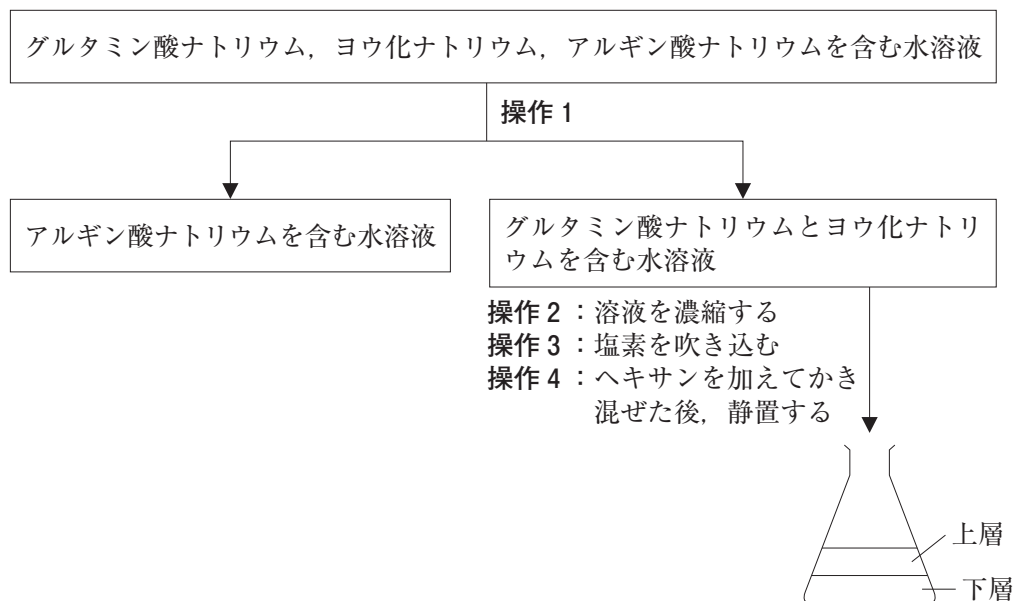 グルタミン酸ナトリウム，ヨウ化ナトリウム，アルギン酸ナトリウムを含む水溶液
操作1
アルギン酸ナトリウムを含む水溶液
グルタミン酸ナトリウムとヨウ化ナトリ
ウムを含む水溶液
操作2：溶液を濃縮する
操作3：塩素を吹き込む
操作4：ヘキサンを加えてかき
混ぜた後，静置する
上層
下層